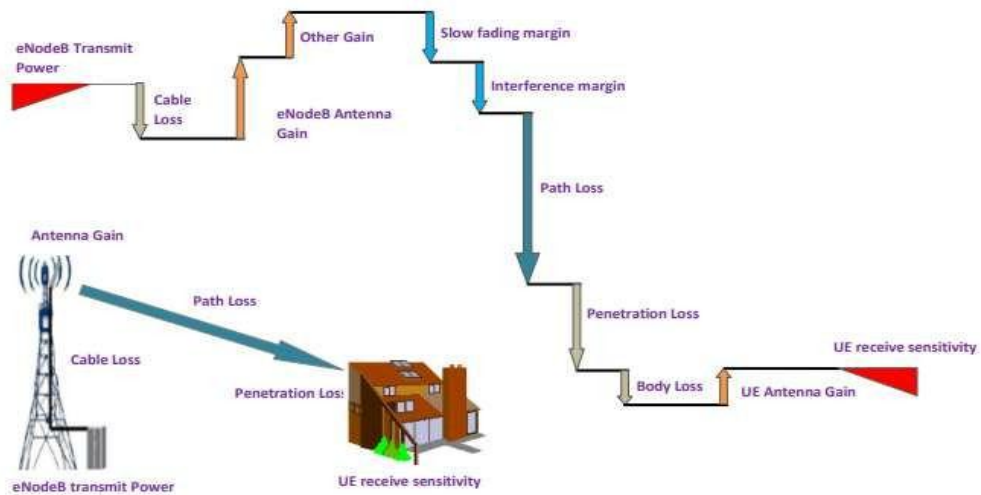 eNodeB Transmit
Power
Cable
Loss
Other Gain
eNodeB Antenna
Gain
Slow fading margin
Interference margin
Path Loss
Penetration Loss
Body Loss
UE Antenna Gain
UE receive sensitivity
Antenna Gain
Path Loss
Cable Loss
Penetration Los
eNodeB transmit Power
UE receive sensitivity